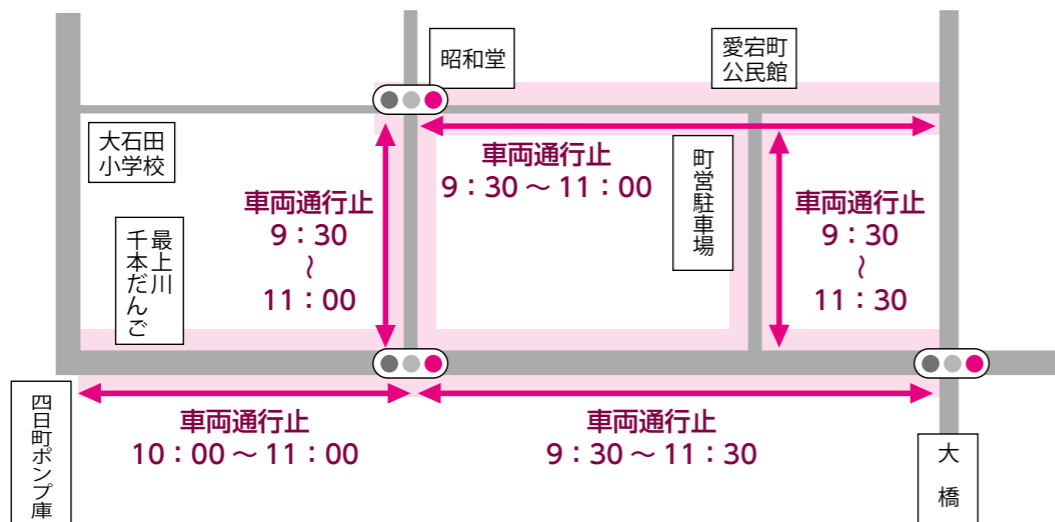 昭和堂
愛宕町
公民館
大石田
小学校
車両通行止
9：30 ～ 11：00
町営駐車場
車両通行止
9：30
～
11：00
車両通行止
9：30
～
11：30
最上川
千本だんご
四日町ポンプ庫
車両通行止
10：00 ～ 11：00
車両通行止
9：30 ～ 11：30
大橋